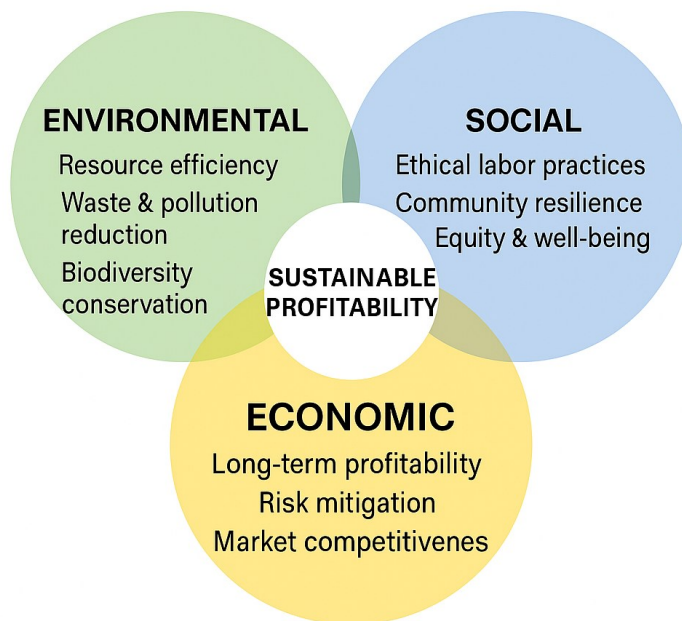 ENVIRONMENTAL
Resource efficiency
Waste & pollution
reduction
Biodiversity
conservation
SOCIAL
Ethical labor practices
Community resilience
Equity & well-being
SUSTAINABLE
PROFITABILITY
ECONOMIC
Long-term profitability
Risk mitigation
Market competitivenes